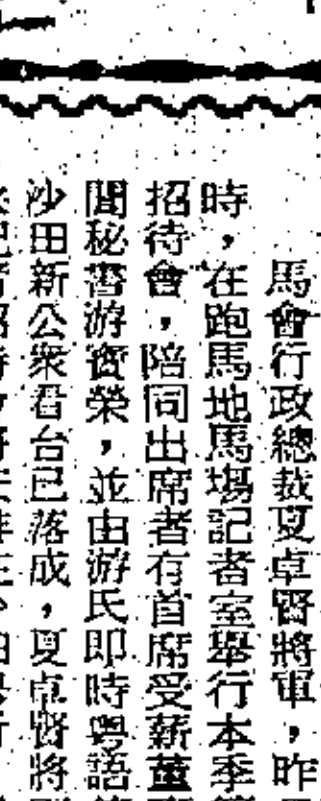 馬會行政總裁夏卓賢將軍，昨
時，在跑馬地馬場記者室舉行本季
招待會，陪同出席者有首席受薪董
聞秘書游寶榮，並由游氏即時粵語
沙田新公衆看台已落成，夏卓賢將